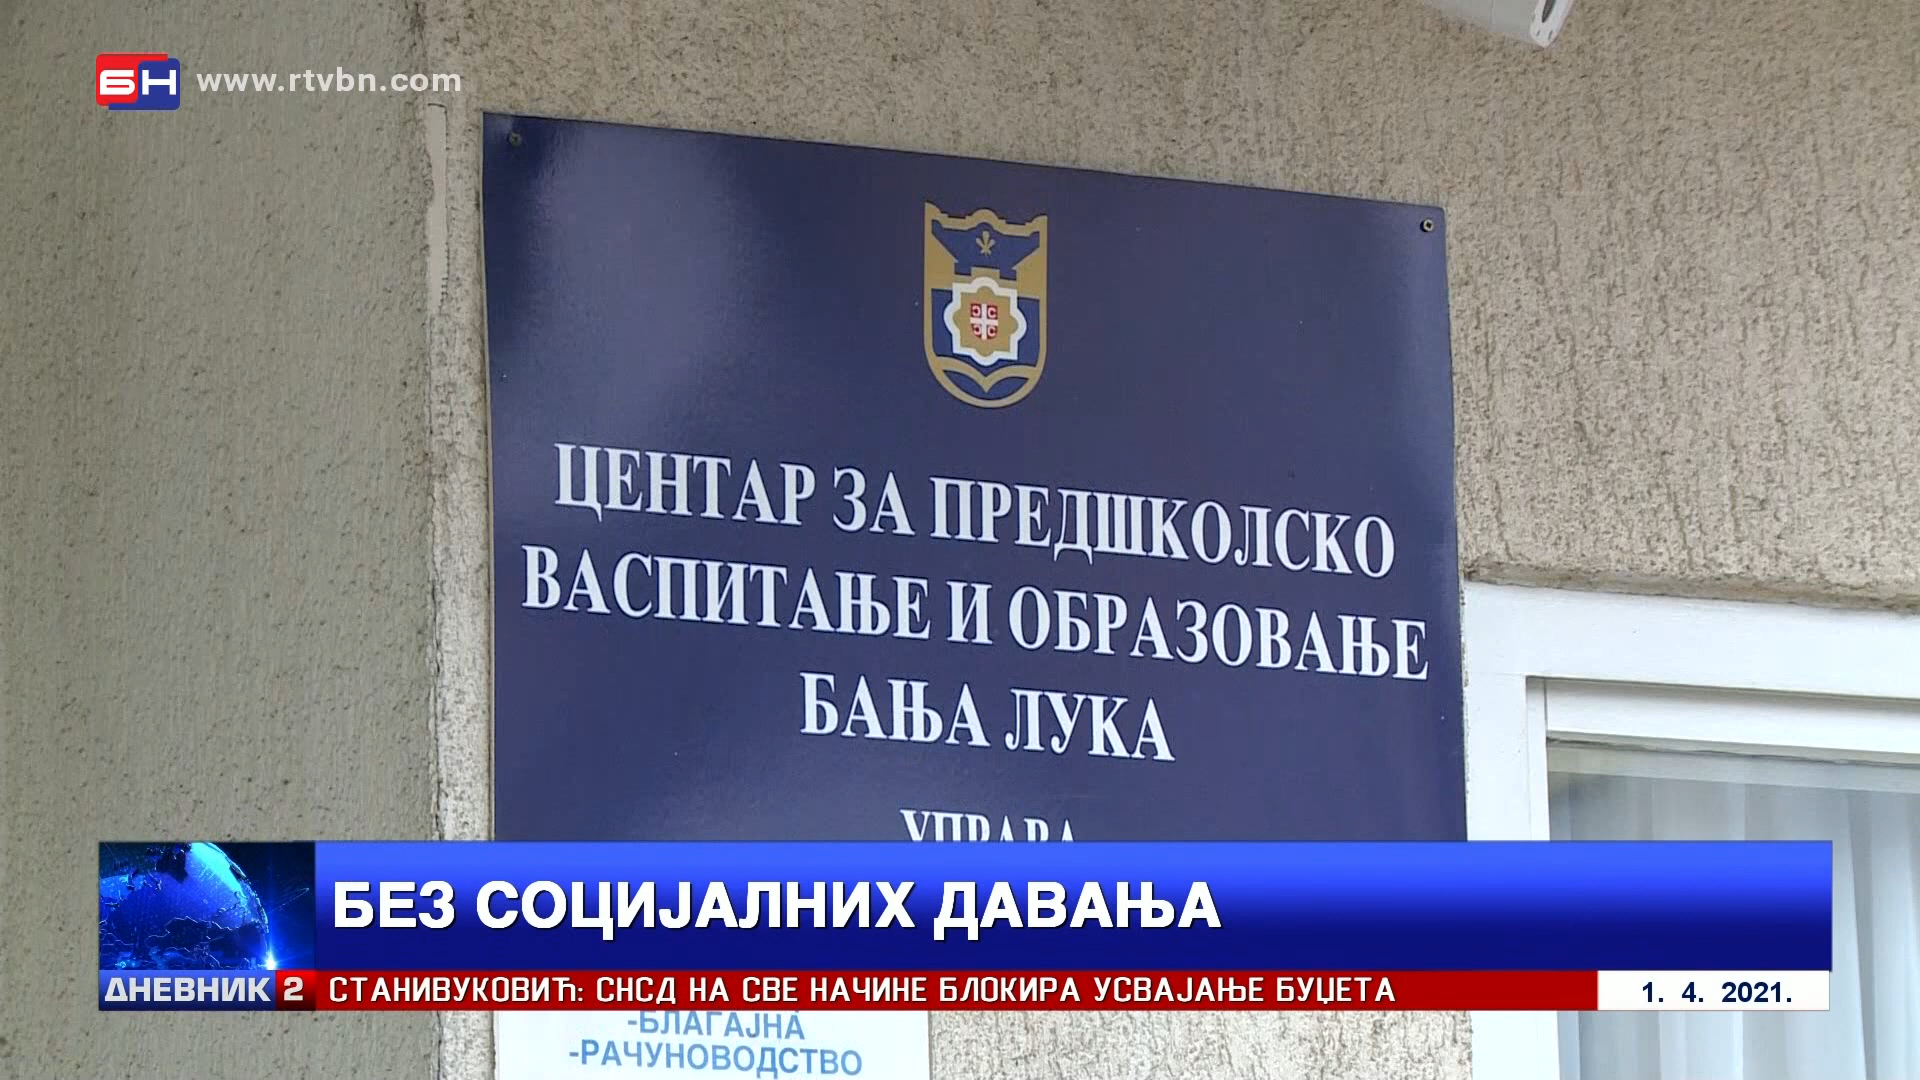 БН www.rtvbn.com
ЦЕНТАР ЗА ПРЕДШКОЛСКО
ВАСПИТАЊЕ И ОБРАЗОВАЊЕ
БАЊА ЛУКА
УПРАВА
БЕЗ СОЦИЈАЛНИХ ДАВАЊА
ДНЕВНИК 2 СТАНИВУКОВИЋ: СНСД НА СВЕ НАЧИНЕ БЛОКИРА УСВАЈАЊЕ БУЏЕТА 1. 4. 2021.
-БЛАГАЈНА
-РАЧУНОВОДСТВО